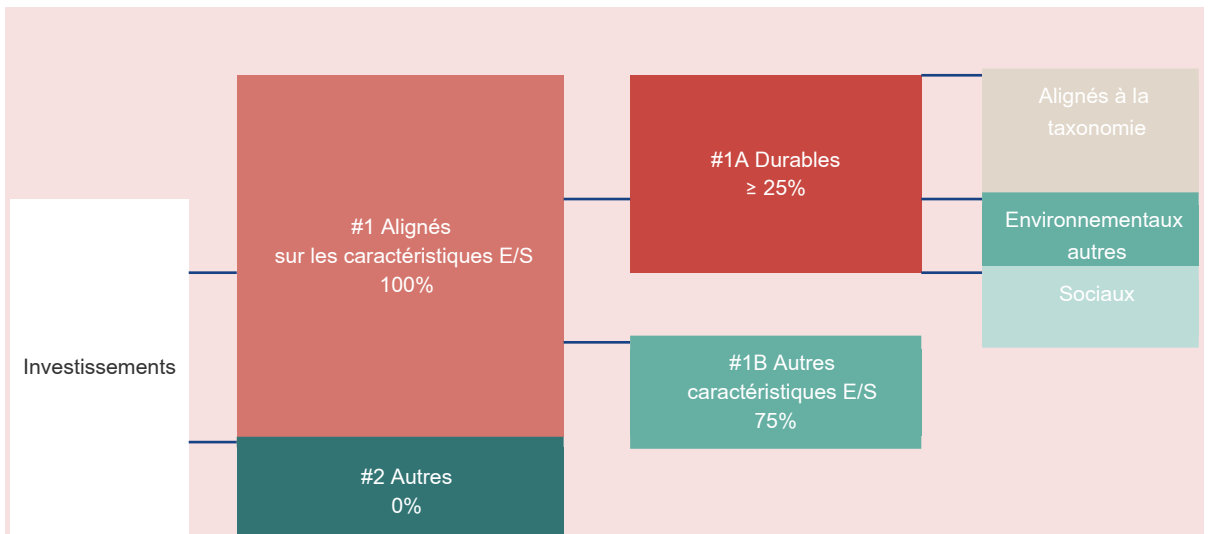 Investissements
#1 Alignés
sur les caractéristiques E/S
100%
#2 Autres
0%
#1A Durables
≥ 25%
#1B Autres
caractéristiques E/S
75%
Alignés à la
taxonomie
Environnementaux
autres
Sociaux